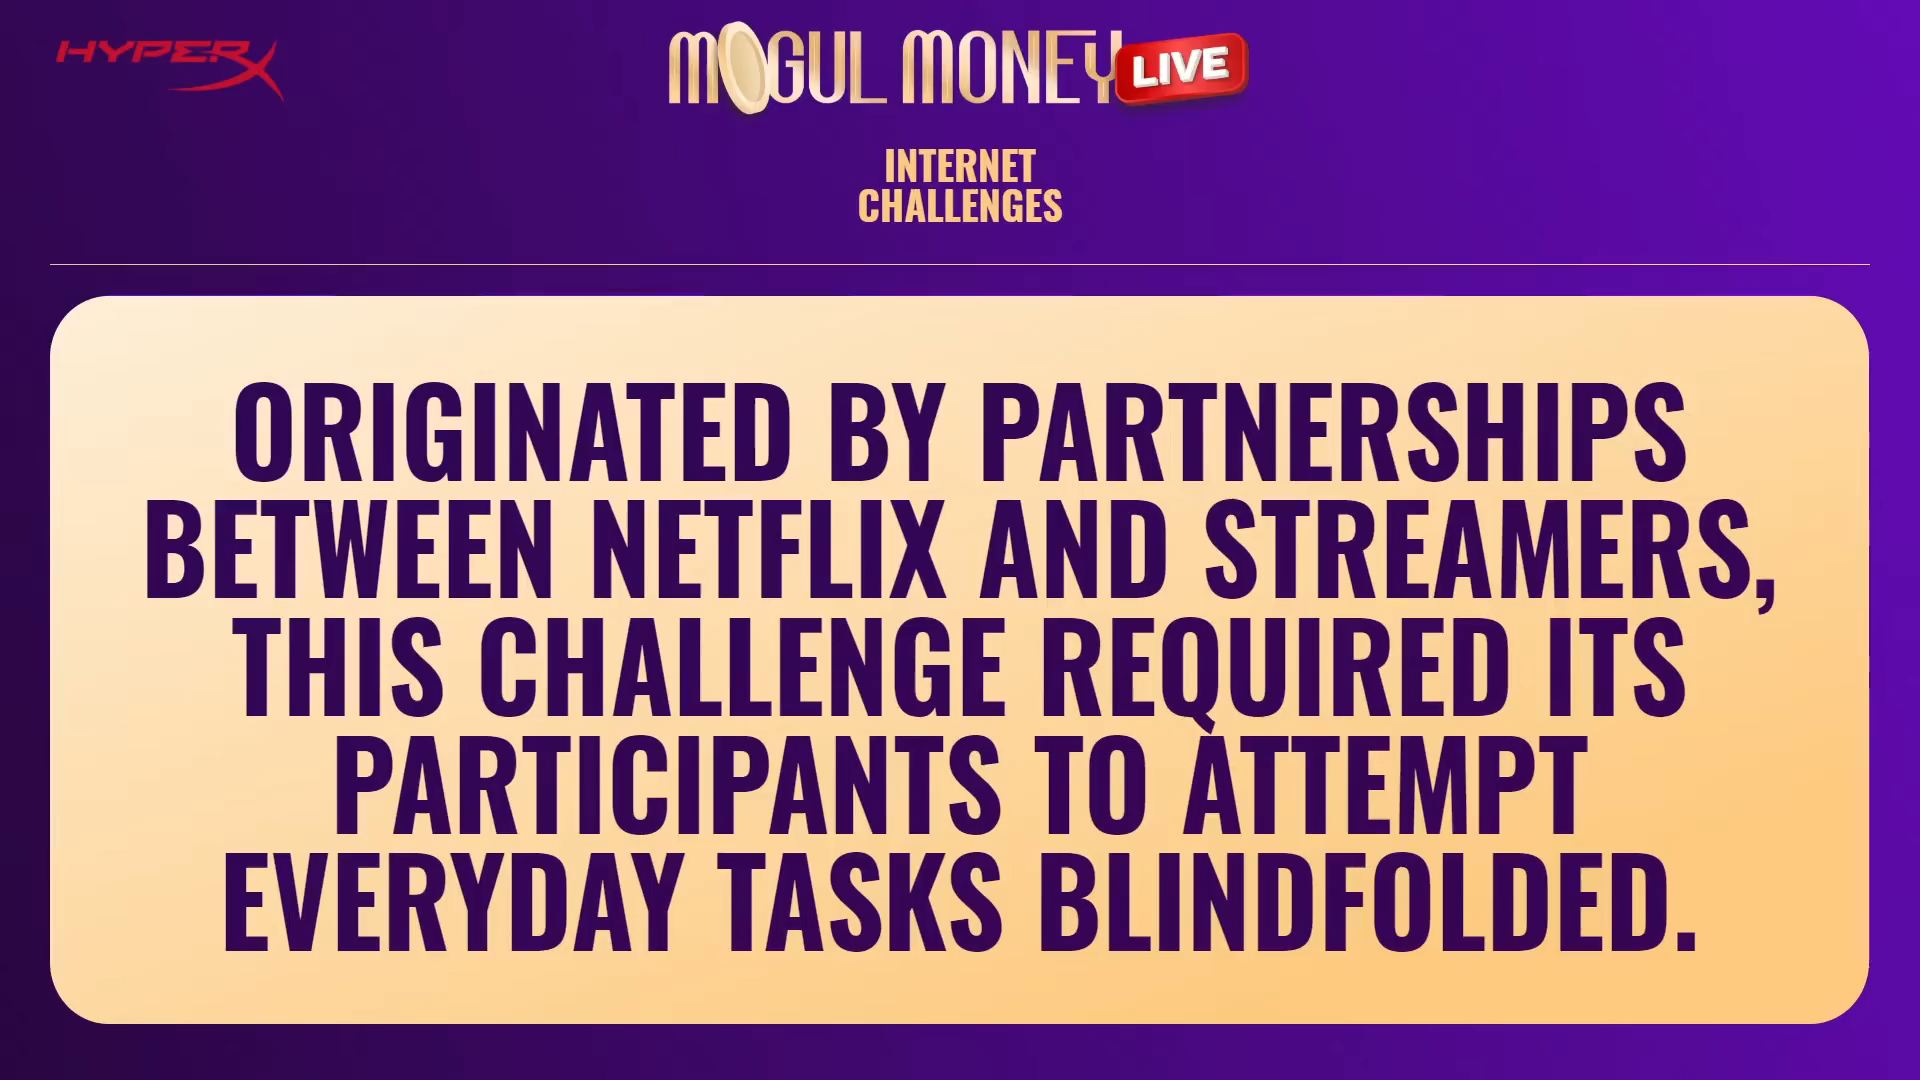 HYPERX
MOGUL MONEY LIVE
INTERNET
CHALLENGES
ORIGINATED BY PARTNERSHIPS
BETWEEN NETFLIX AND STREAMERS,
THIS CHALLENGE REQUIRED ITS
PARTICIPANTS TO ATTEMPT
EVERYDAY TASKS BLINDFOLDED.